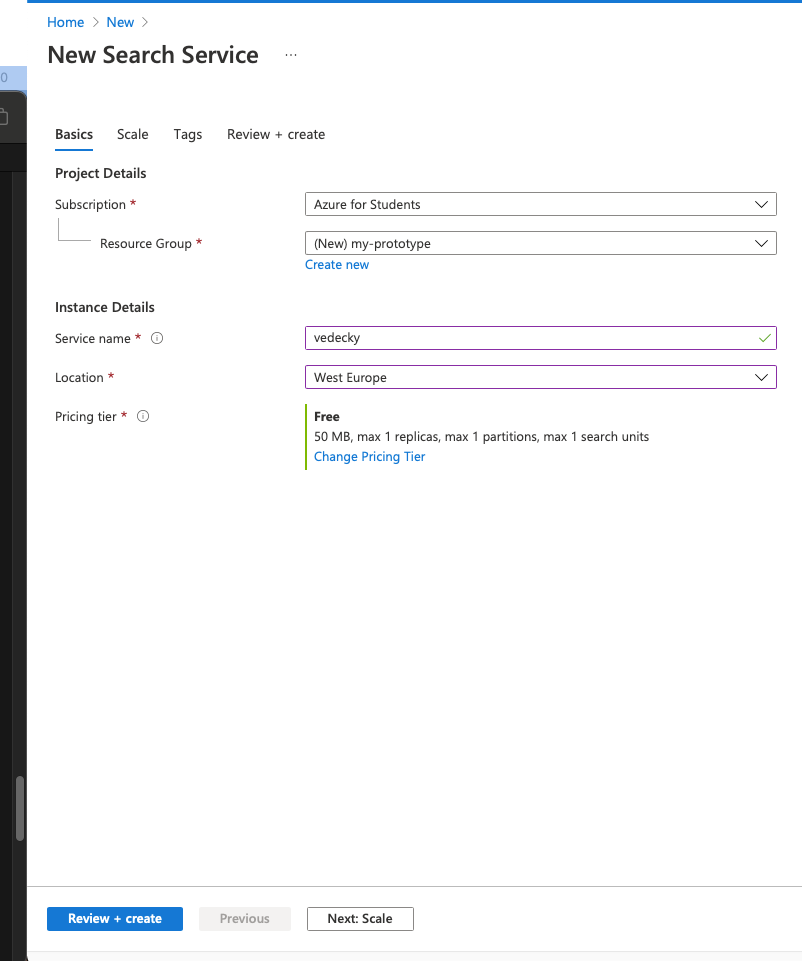 Home > New >
New Search Service ...
Basics Scale Tags Review + create
Project Details
Subscription * Azure for Students
Resource Group * (New) my-prototype
Create new
Instance Details
Service name * vedecky
Location * West Europe
Pricing tier * Free
50 MB, max 1 replicas, max 1 partitions, max 1 search units
Change Pricing Tier
Review + create Previous Next: Scale
0